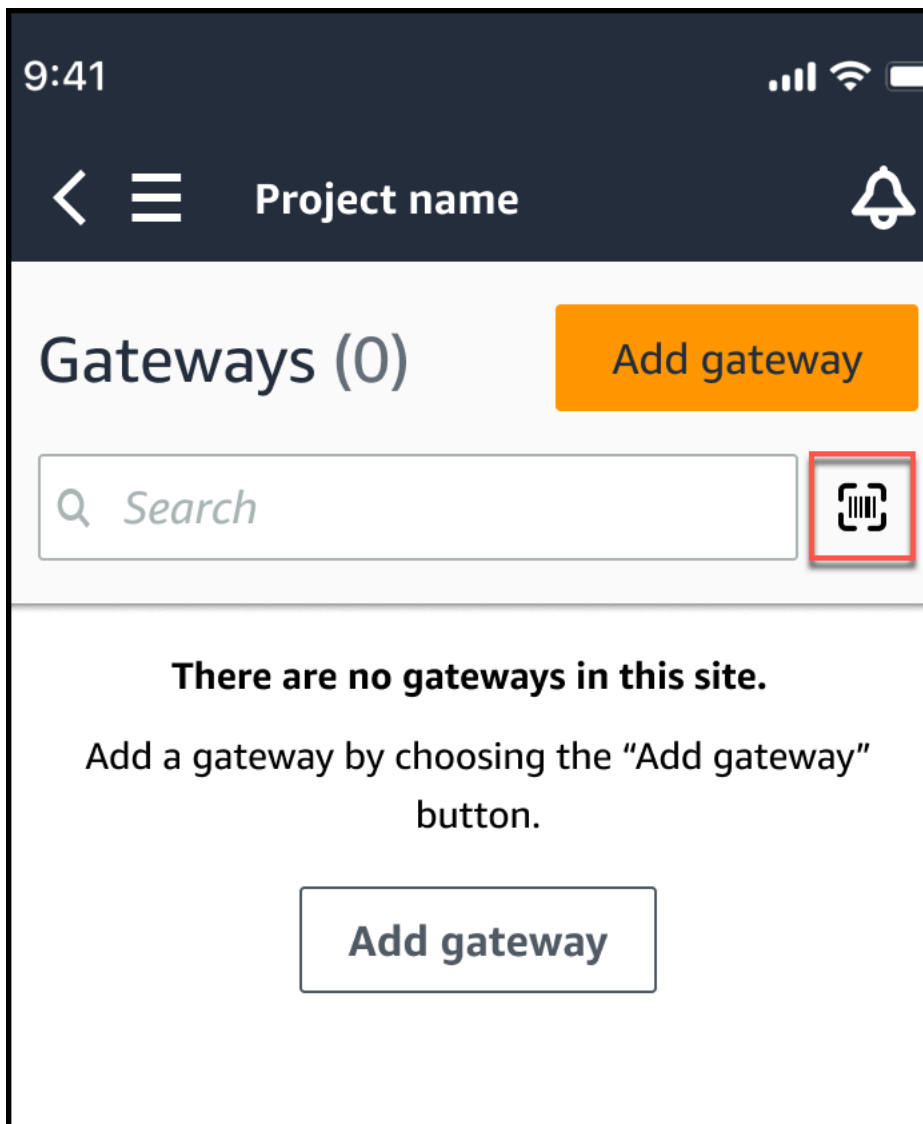 9:41
Project name
Gateways (0)
Add gateway
Search
There are no gateways in this site.
Add a gateway by choosing the “Add gateway”
button.
Add gateway